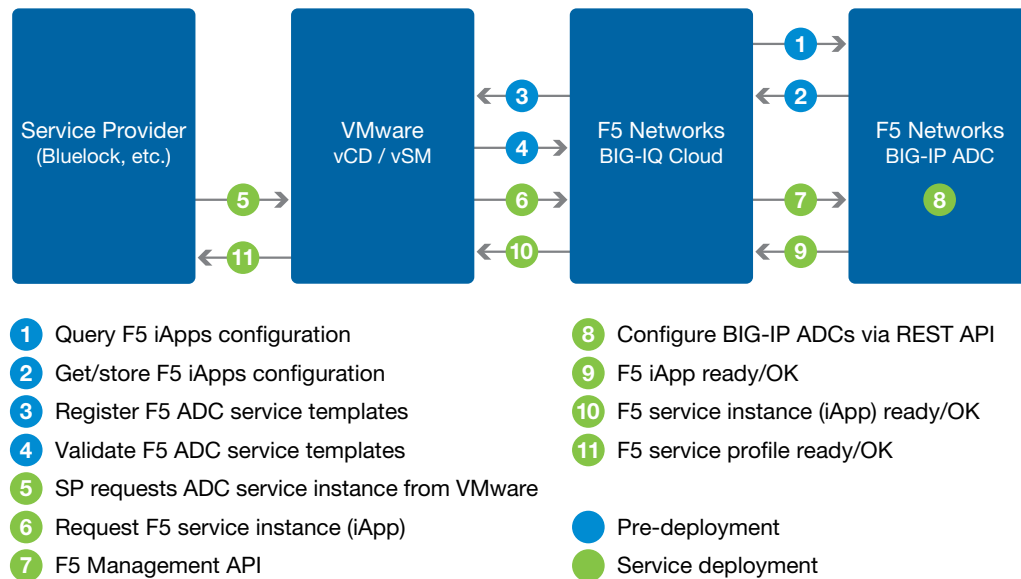 1
2
3
4
5
6
7
8
9
10
11
Service Provider
(Bluelock, etc.)
VMware
vCD / vSM
F5 Networks
BIG-IQ Cloud
F5 Networks
BIG-IP ADC
1 Query F5 iApps configuration
2 Get/store F5 iApps configuration
3 Register F5 ADC service templates
4 Validate F5 ADC service templates
5 SP requests ADC service instance from VMware
6 Request F5 service instance (iApp)
7 F5 Management API
8 Configure BIG-IP ADCs via REST API
9 F5 iApp ready/OK
10 F5 service instance (iApp) ready/OK
11 F5 service profile ready/OK
Pre-deployment
Service deployment